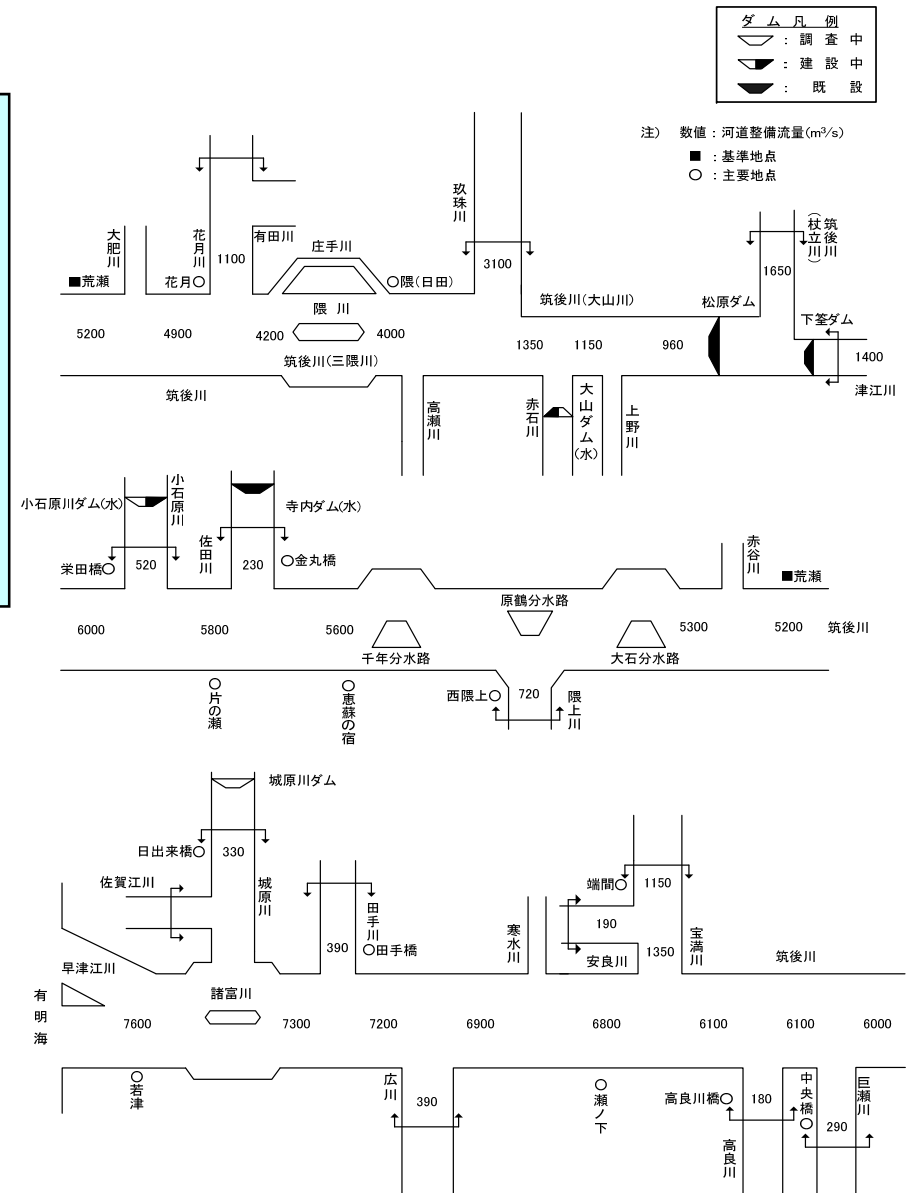 ダム凡例
：調査中
：建設中
：既設
注） 数値：河道整備流量(m³/s)
■：基準地点
○：主要地点
大肥川
花月川
1100
有田川
庄手川
玖珠川
3100
筑後川
(杖立川)
1650
■荒瀬
花月○
○隈(日田)
筑後川(大山川)
松原ダム
下筌ダム
隈川
5200
4900
4200
4000
1350
1150
960
1400
筑後川(三隈川)
津江川
筑後川
高瀬川
赤石川
大山ダム(水)
上野川
小石原川ダム(水)
小石原川
寺内ダム(水)
佐田川
栄田橋○
520
230
○金丸橋
赤谷川
■荒瀬
原鶴分水路
6000
5800
5600
5300
5200
筑後川
千年分水路
大石分水路
○片の瀬
○恵蘇の宿
西隈上○
720
隈上川
城原川ダム
日出来橋○
330
佐賀江川
城原川
田手川
390
○田手橋
寒水川
端間○
1150
190
安良川
1350
宝満川
筑後川
早津江川
有明海
諸富川
7600
7300
7200
6900
6800
6100
6100
6000
○若津
広川
390
○瀬ノ下
高良川橋○
180
高良川
中央橋○
290
巨瀬川